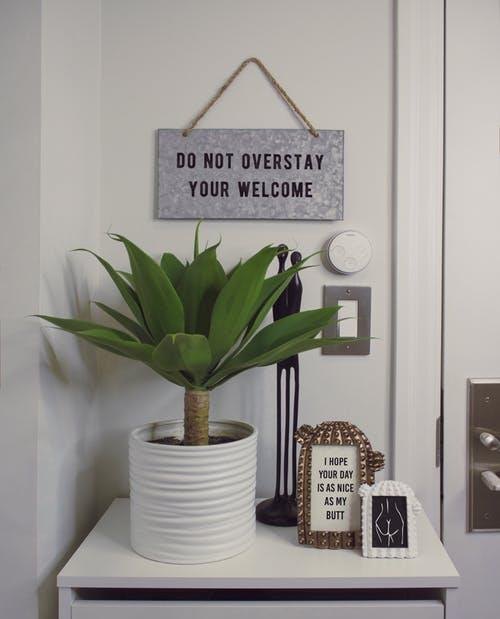 DO NOT OVERSTAY
YOUR WELCOME
I HOPE
YOUR DAY
IS AS NICE
AS MY
BUTT